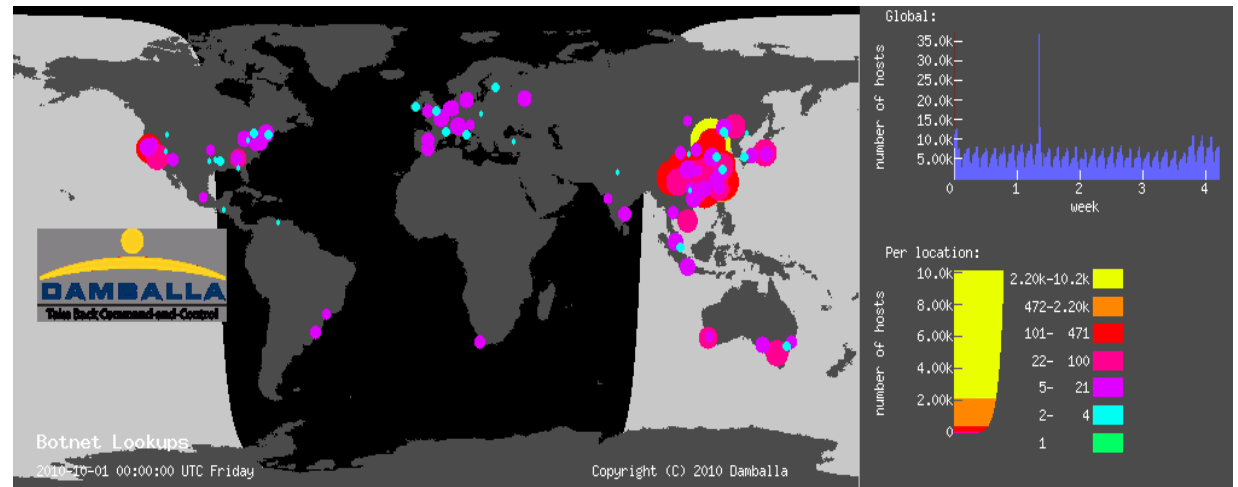 Global:
number of hosts
35.0k
30.0k
25.0k
20.0k
15.0k
10.0k
5.00k
0 1 2 3 4
week
DAMBALLA
Take Back Command-and-Control
Per location:
number of hosts
10.0k
8.00k
6.00k
4.00k
2.00k
0
2.20k-10.2k
472-2.20k
101- 471
22- 100
5- 21
2- 4
1
Botnet Lookups
2010-10-01 00:00:00 UTC Friday
Copyright (C) 2010 Damballa